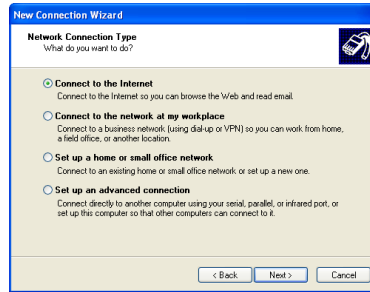 New Connection Wizard
Network Connection Type
What do you want to do?
Connect to the Internet
Connect to the Internet so you can browse the Web and read email.
Connect to the network at my workplace
Connect to a business network (using dial-up or VPN) so you can work from home,
a field office, or another location.
Set up a home or small office network
Connect to an existing home or small office network or set up a new one.
Set up an advanced connection
Connect directly to another computer using your serial, parallel, or infrared port, or
set up this computer so that other computers can connect to it.
< Back Next > Cancel